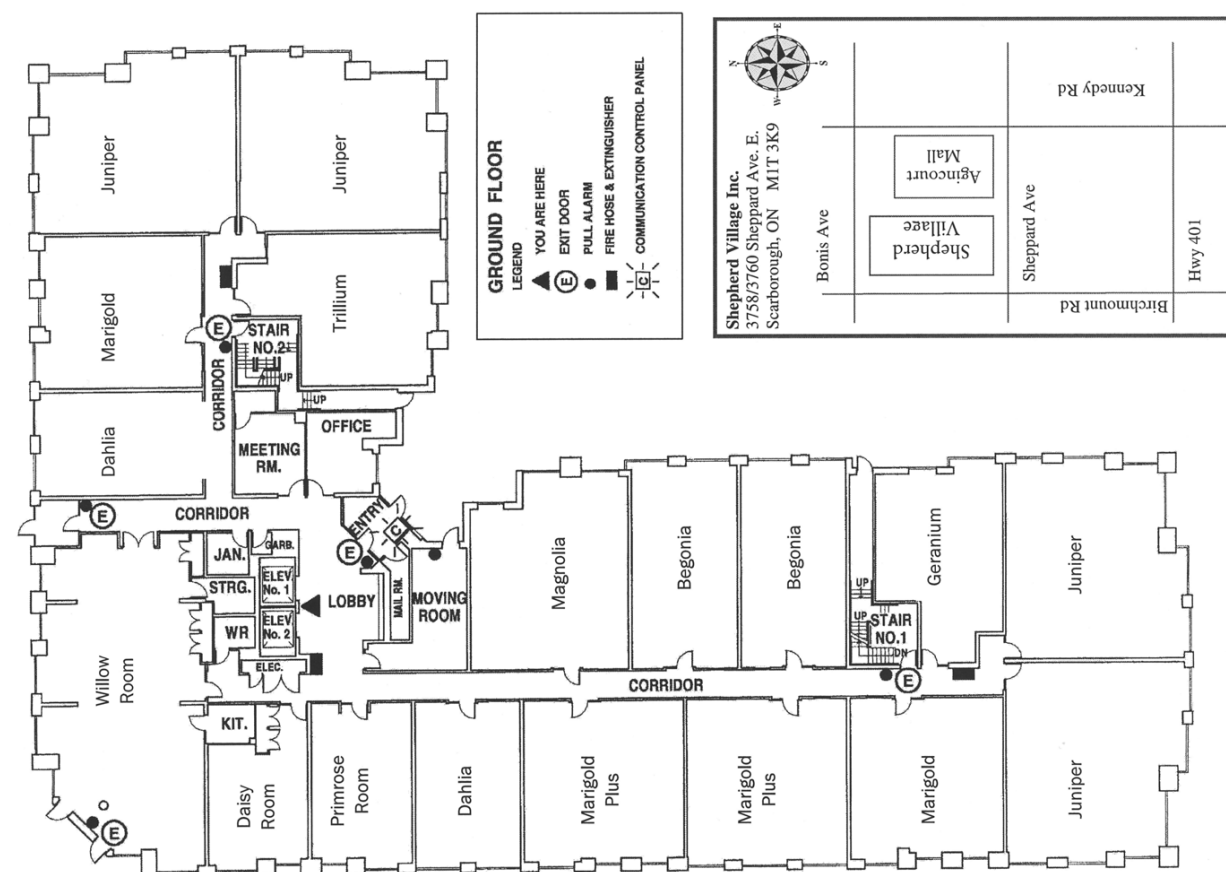 GROUND FLOOR
LEGEND
YOU ARE HERE
E EXIT DOOR
PULL ALARM
FIRE HOSE & EXTINGUISHER
C COMMUNICATION CONTROL PANEL
Shepherd Village Inc.
3758/3760 Sheppard Ave. E.
Scarborough, ON M1T 3K9
N
E
S
W
Bonis Ave
Kennedy Rd
Agincourt
Mall
Shepherd
Village
Sheppard Ave
Birchmount Rd
Hwy 401
Juniper
Juniper
Marigold
Trillium
E
STAIR
NO.2
UP
UP
CORRIDOR
Dahlia
MEETING
RM.
OFFICE
E
CORRIDOR
ENTRY
C
E
JAN.
GARB.
STRG.
ELEV.
No. 1
ELEV.
No. 2
LOBBY
MAIL RM.
MOVING
ROOM
WR
ELEC.
Willow
Room
KIT.
E
Magnolia
Begonia
Begonia
Geranium
Juniper
UP
UP
STAIR
NO.1
DN
E
CORRIDOR
Daisy
Room
Primrose
Room
Dahlia
Marigold
Plus
Marigold
Plus
Marigold
Juniper